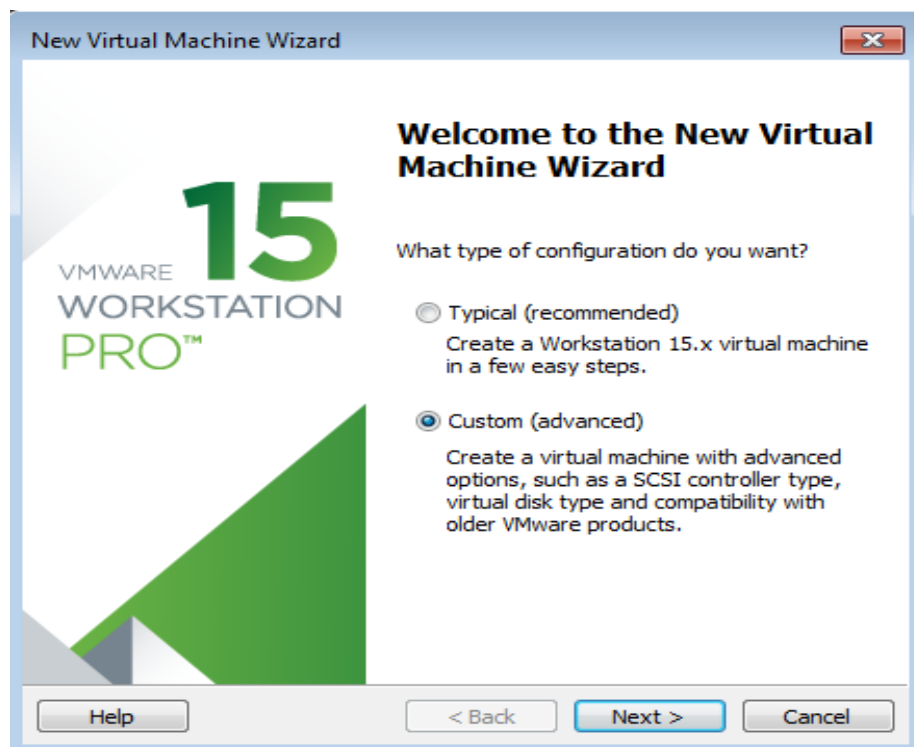 New Virtual Machine Wizard
15
VMWARE
WORKSTATION
PRO™
Welcome to the New Virtual
Machine Wizard
What type of configuration do you want?
Typical (recommended)
Create a Workstation 15.x virtual machine
in a few easy steps.
Custom (advanced)
Create a virtual machine with advanced
options, such as a SCSI controller type,
virtual disk type and compatibility with
older VMware products.
Help
< Back
Next >
Cancel